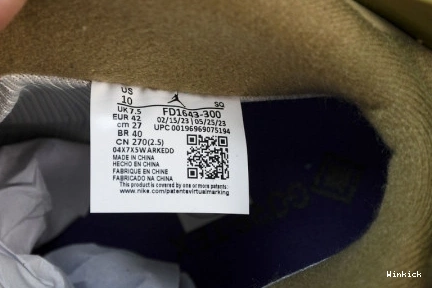 US 10 SO
UK 7.5 FD1643-300
EUR 42 02/15/23 | 05/25/23
cm 27 UPC 00196969075194
BR 40
CN 270(2.5)
04X7X5WARKEDD
MADE IN CHINA
HECHO EN CHINA
FABRIQUE EN CHINE
FABRICADO NA CHINA
This product is covered by one or more patents:
www.nike.com/patentsvirtualmarking
Winkick